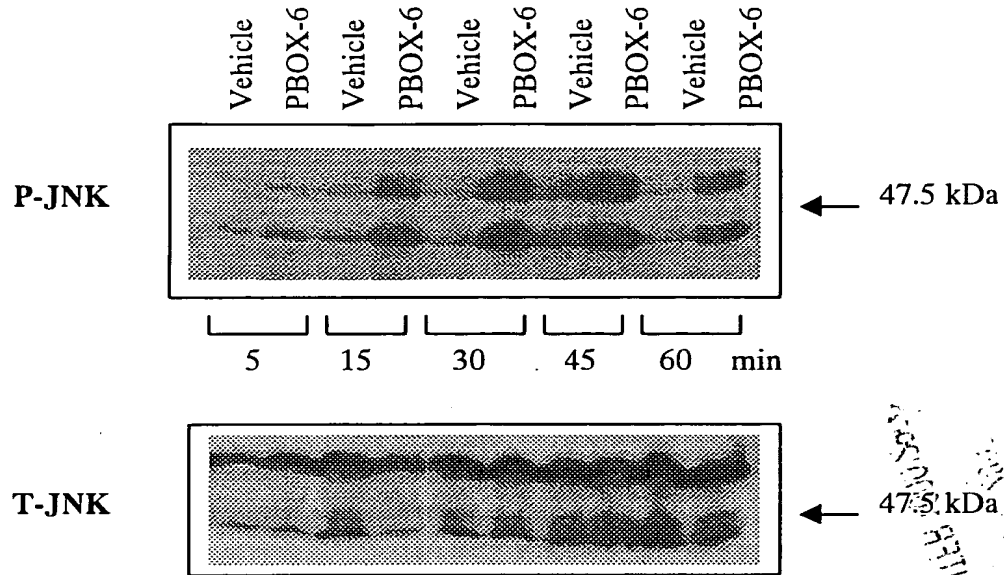 Vehicle PBOX-6 Vehicle PBOX-6 Vehicle PBOX-6 Vehicle PBOX-6 Vehicle PBOX-6
P-JNK
47.5 kDa
5 15 30 45 60 min
T-JNK
47.5 kDa